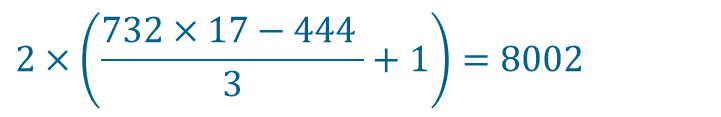 2 × ((732 × 17 − 444)/3 + 1) = 8002